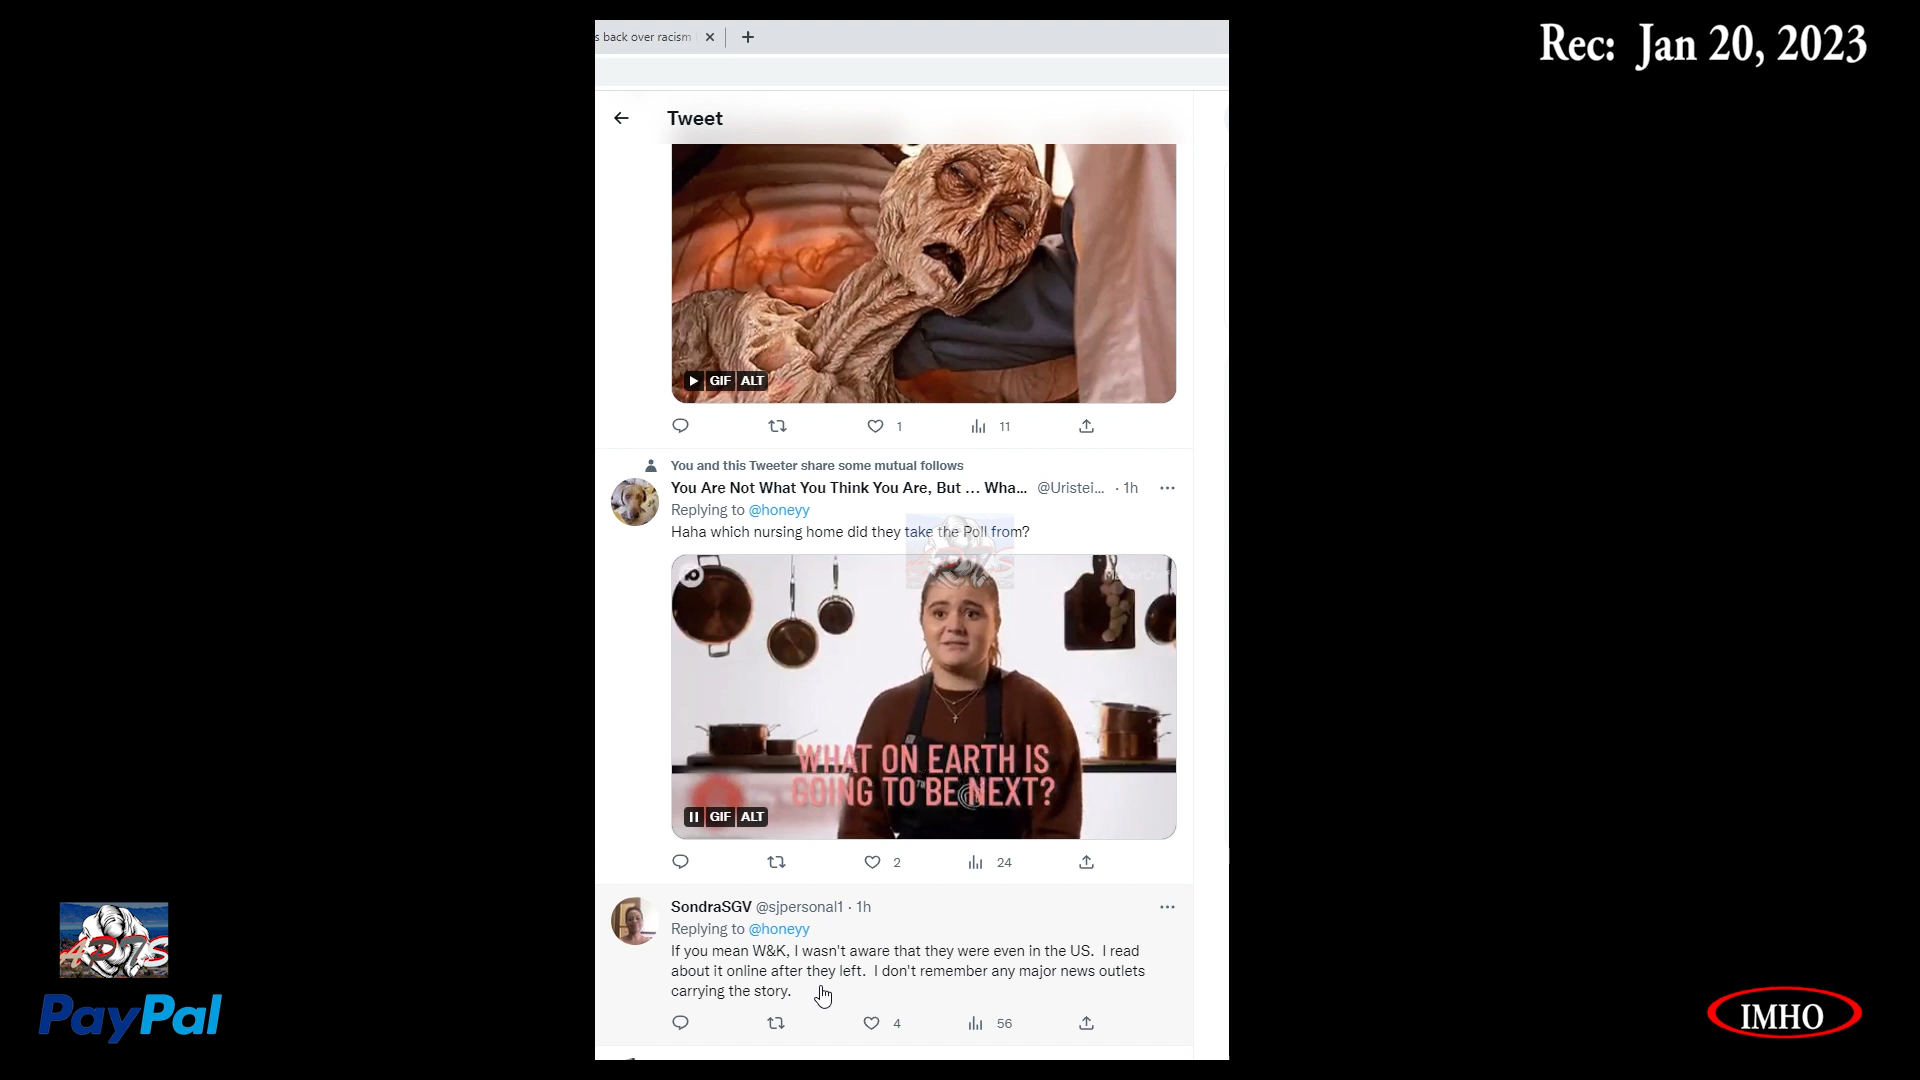 s back over racism
Rec: Jan 20, 2023
Tweet
GIF ALT
1
11
You and this Tweeter share some mutual follows
You Are Not What You Think You Are, But ... Wha... @Uristei... · 1h
Replying to @honeyy
Haha which nursing home did they take the Poll from?
WHAT ON EARTH IS
GOING TO BE NEXT?
GIF ALT
2
24
SondraSGV @sjpersonal1 · 1h
Replying to @honeyy
If you mean W&K, I wasn't aware that they were even in the US. I read
about it online after they left. I don't remember any major news outlets
carrying the story.
4
56
PayPal
IMHO